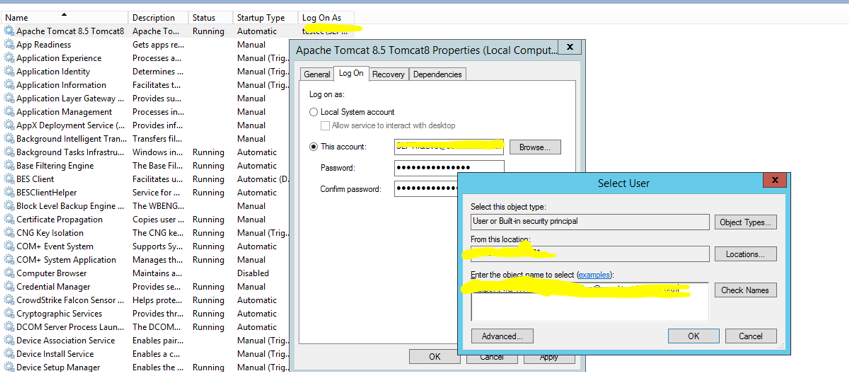 Name Description Status Startup Type Log On As
Apache Tomcat 8.5 Tomcat8 Apache To... Running Automatic
App Readiness Gets apps re... Manual
Application Experience Processes a... Manual (Trig...
Application Identity Determines ... Manual (Trig...
Application Information Facilitates t... Manual (Trig...
Application Layer Gateway ... Provides su... Manual
Application Management Processes in... Manual
AppX Deployment Service (... Provides inf... Manual
Background Intelligent Tran... Transfers fil... Manual
Background Tasks Infrastru... Windows in... Running Automatic
Base Filtering Engine The Base Fil... Running Automatic
BES Client Facilitates u... Running Automatic (D...
BESClientHelper Service for ... Running Automatic
Block Level Backup Engine ... The WBENG... Manual
Certificate Propagation Copies user ... Running Manual
CNG Key Isolation The CNG ke... Running Manual (Trig...
COM+ Event System Supports Sy... Running Automatic
COM+ System Application Manages th... Running Manual
Computer Browser Maintains a... Disabled
Credential Manager Provides se... Running Manual
CrowdStrike Falcon Sensor ... Helps prote... Running Automatic
Cryptographic Services Provides thr... Running Automatic
DCOM Server Process Laun... The DCOM... Running Automatic
Device Association Service Enables pair... Manual (Trig...
Device Install Service Enables a c... Manual (Trig...
Device Setup Manager Enables the ... Running Manual (Trig...
Apache Tomcat 8.5 Tomcat8 Properties (Local Comput... x
General Log On Recovery Dependencies
Log on as:
Local System account
Allow service to interact with desktop
This account: Browse...
Password:
Confirm password:
OK Cancel Apply
Select User x
Select this object type:
User or Built-in security principal Object Types...
From this location:
Locations...
Enter the object name to select (examples):
Check Names
Advanced... OK Cancel